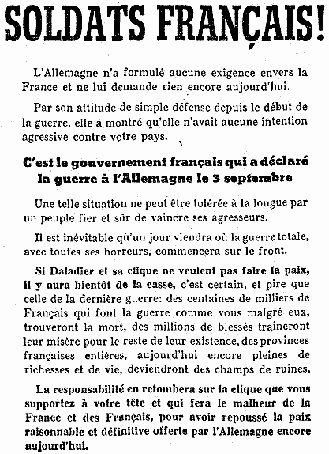 SOLDATS FRANÇAIS!
L'Allemagne n'a formulé aucune exigence envers la
France et ne lui demande rien encore aujourd'hui.
Par son attitude de simple défense depuis le début de
la guerre, elle a montré qu'elle n'avait aucune intention
agressive contre votre pays.
C'est le gouvernement français qui a déclaré
la guerre à l'Allemagne le 3 septembre
Une telle situation ne peut être tolérée à la longue par
un peuple fier et sûr de vaincre ses agresseurs.
Il est inévitable qu'un jour viendra où la guerre totale,
avec toutes ses horreurs, commencera sur le front.
Si Daladier et sa clique ne veulent pas faire la paix,
il y aura bientôt de la casse, c'est certain, et pire que
celle de la dernière guerre: des centaines de milliers de
Français qui font la guerre comme vous malgré eux,
trouveront la mort, des millions de blessés traineront
leur misère pour le reste de leur existence, des provinces
françaises entières, aujourd'hui encore pleines de
richesses et de vie, deviendront des champs de ruines.
La responsabilité en retombera sur la clique que vous
supportez à votre tête et qui fera le malheur de la
France et des Français, pour avoir repoussé la paix
raisonnable et définitive offerte par l'Allemagne encore
aujourd'hui.